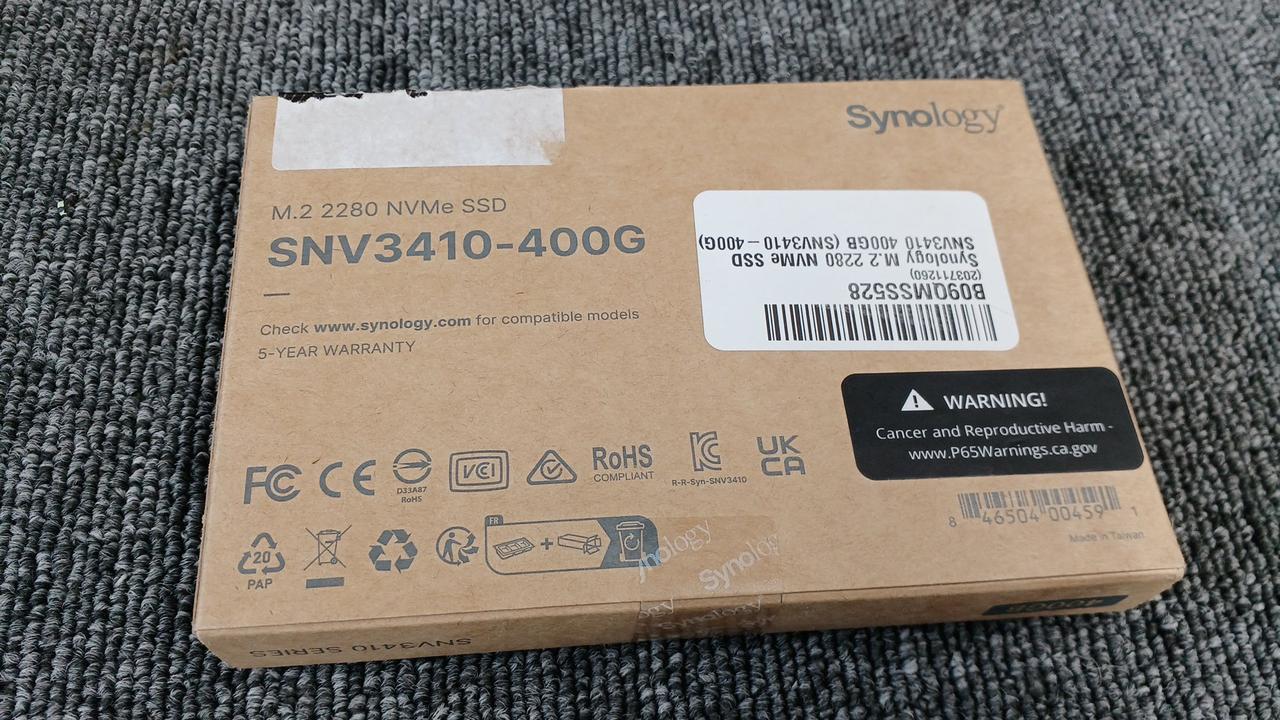 Synology®
M.2 2280 NVMe SSD
SNV3410-400G
Check www.synology.com for compatible models
5-YEAR WARRANTY
B09QMSS528
(203711260)
Synology M.2 2280 NVMe SSD
SNV3410 400GB (SNV3410 – 400G)
WARNING!
Cancer and Reproductive Harm -
www.P65Warnings.ca.gov
FC CE D33A87 RoHS VCI RoHS COMPLIANT R-R-Syn-SNV3410 UK CA
8 46504 00459 1
Made in Taiwan
20 PAP FR +
Synology
Synology
SNV3410 SERIES
400GB